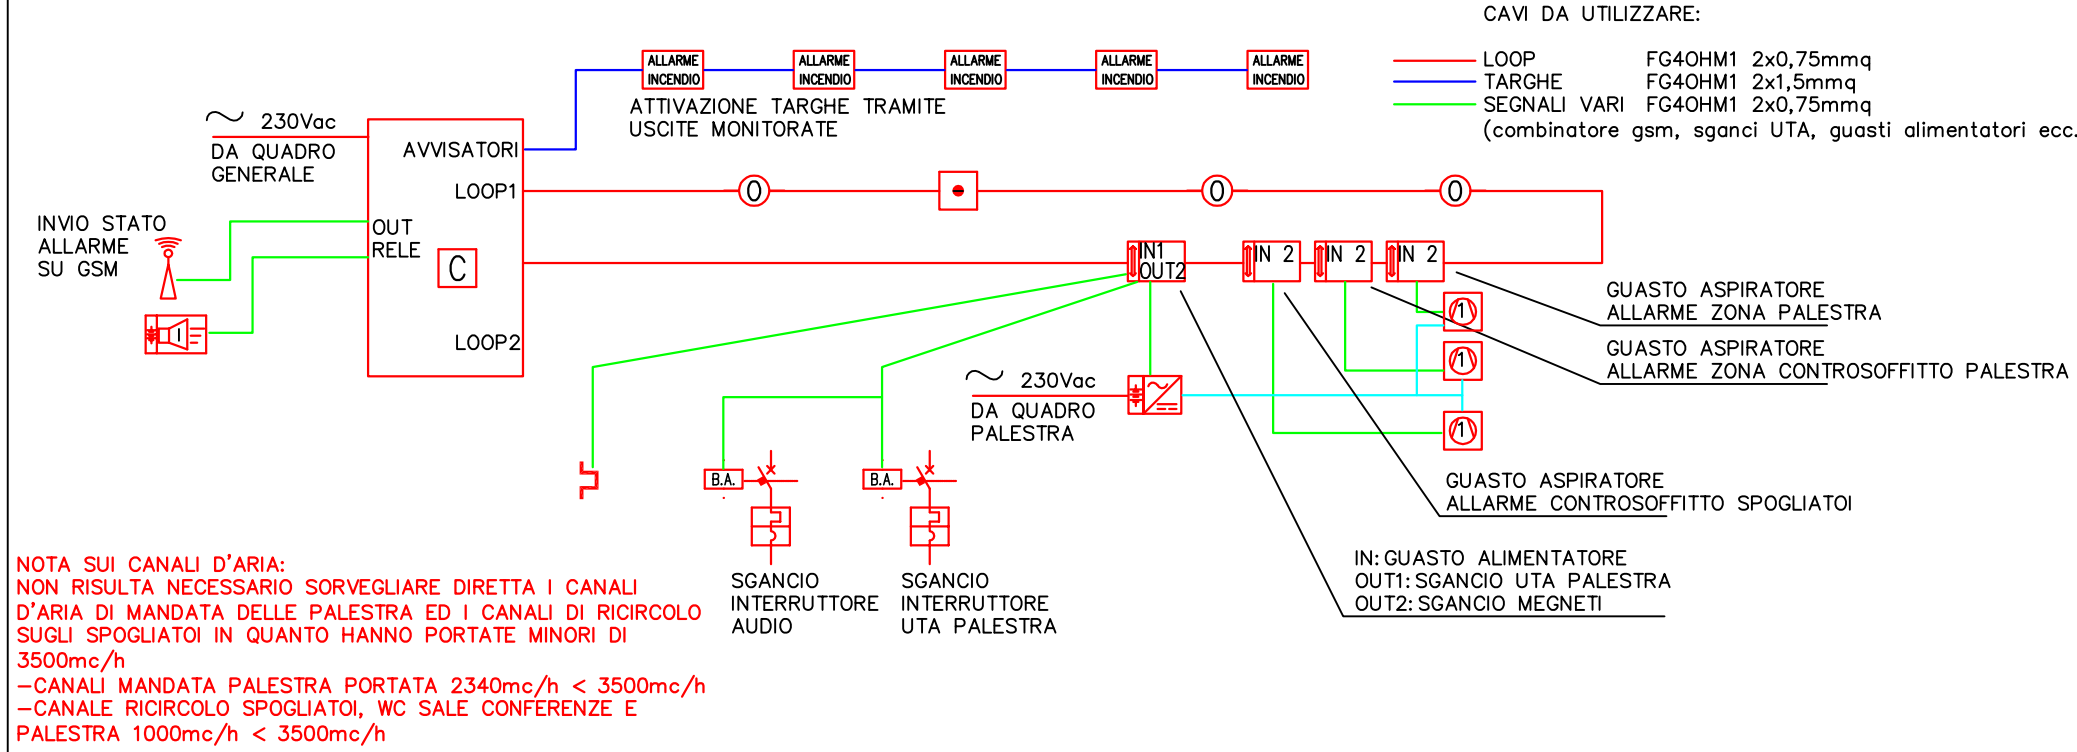 CAVI DA UTILIZZARE:
LOOP FG4OHM1 2x0,75mmq
TARGHE FG4OHM1 2x1,5mmq
SEGNALI VARI FG4OHM1 2x0,75mmq
(combinatore gsm, sganci UTA, guasti alimentatori ecc.
ALLARME
INCENDIO
ALLARME
INCENDIO
ALLARME
INCENDIO
ALLARME
INCENDIO
ALLARME
INCENDIO
ATTIVAZIONE TARGHE TRAMITE
USCITE MONITORATE
230Vac
DA QUADRO
GENERALE
AVVISATORI
LOOP1
OUT
RELE
C
LOOP2
INVIO STATO
ALLARME
SU GSM
O
O
O
IN1
OUT2
IN 2
IN 2
IN 2
1
1
1
GUASTO ASPIRATORE
ALLARME ZONA PALESTRA
GUASTO ASPIRATORE
ALLARME ZONA CONTROSOFFITTO PALESTRA
230Vac
DA QUADRO
PALESTRA
GUASTO ASPIRATORE
ALLARME CONTROSOFFITTO SPOGLIATOI
B.A.
B.A.
SGANCIO
INTERRUTTORE
AUDIO
SGANCIO
INTERRUTTORE
UTA PALESTRA
IN: GUASTO ALIMENTATORE
OUT1: SGANCIO UTA PALESTRA
OUT2: SGANCIO MEGNETI
NOTA SUI CANALI D'ARIA:
NON RISULTA NECESSARIO SORVEGLIARE DIRETTA I CANALI
D'ARIA DI MANDATA DELLE PALESTRA ED I CANALI DI RICIRCOLO
SUGLI SPOGLIATOI IN QUANTO HANNO PORTATE MINORI DI
3500mc/h
-CANALI MANDATA PALESTRA PORTATA 2340mc/h < 3500mc/h
-CANALE RICIRCOLO SPOGLIATOI, WC SALE CONFERENZE E
PALESTRA 1000mc/h < 3500mc/h